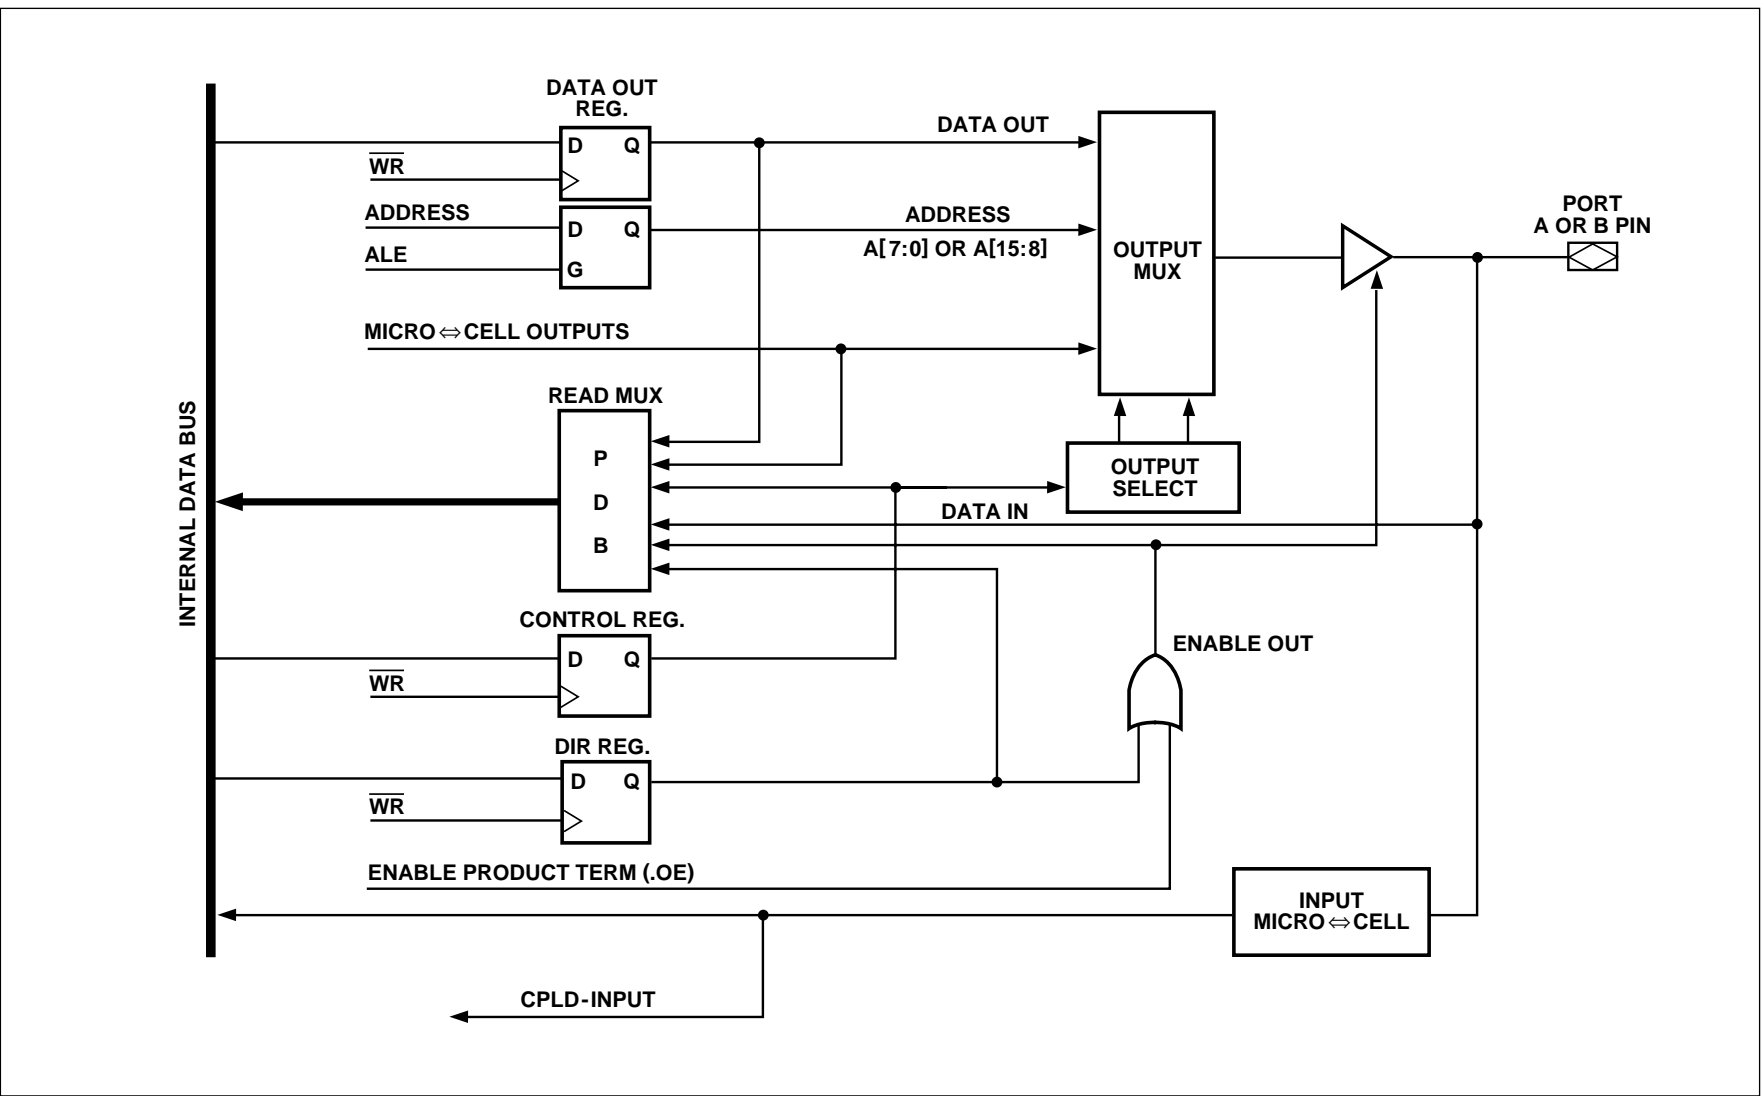 DATA OUT
REG.
D Q
WR
DATA OUT
ADDRESS
ALE
D Q
G
ADDRESS
A[7:0] OR A[15:8]
OUTPUT
MUX
PORT
A OR B PIN
MICRO⇔CELL OUTPUTS
READ MUX
P
D
B
OUTPUT
SELECT
DATA IN
INTERNAL DATA BUS
CONTROL REG.
D Q
WR
ENABLE OUT
DIR REG.
D Q
WR
ENABLE PRODUCT TERM (.OE)
INPUT
MICRO⇔CELL
CPLD-INPUT